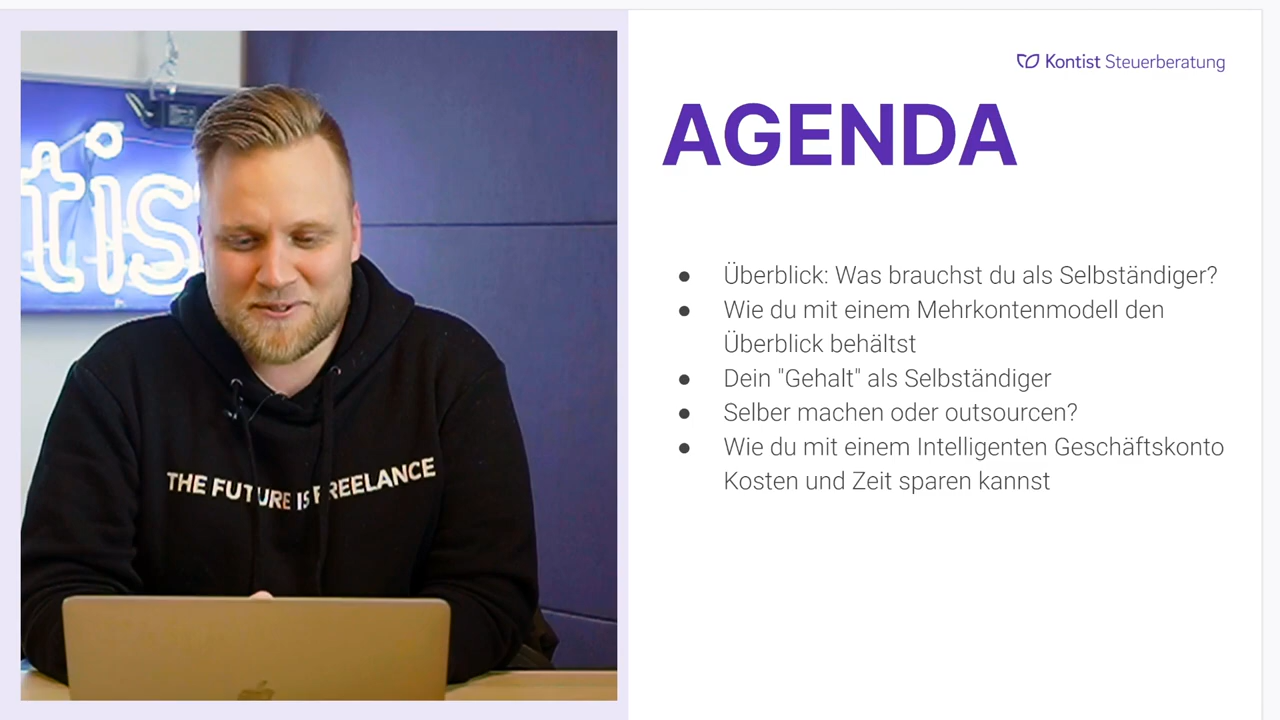 tis
THE FUTURE IS FREELANCE
Kontist Steuerberatung
AGENDA
● Überblick: Was brauchst du als Selbständiger?
● Wie du mit einem Mehrkontenmodell den
Überblick behältst
● Dein "Gehalt" als Selbständiger
● Selber machen oder outsourcen?
● Wie du mit einem Intelligenten Geschäftskonto
Kosten und Zeit sparen kannst